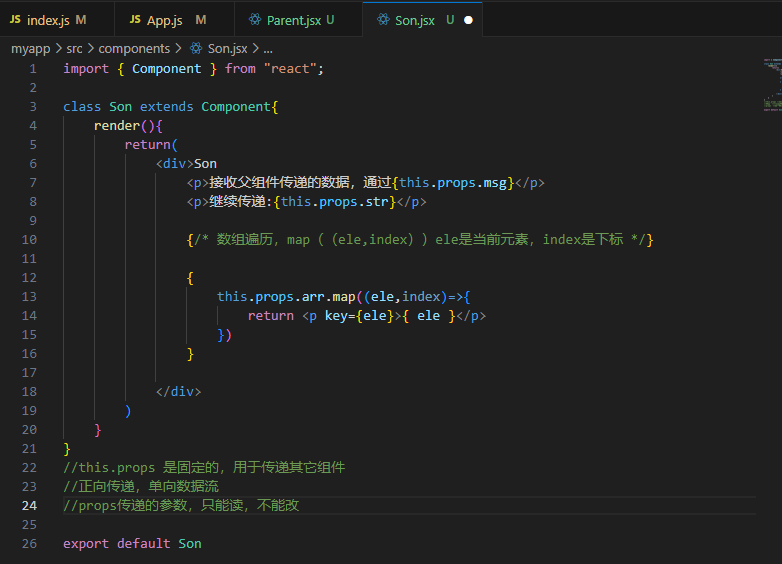 JS index.js M JS App.js M Parent.jsx U Son.jsx U
myapp > src > components > Son.jsx > ...
1 import { Component } from "react";
2
3 class Son extends Component{
4 render(){
5 return(
6 <div>Son
7 <p>接收父组件传递的数据，通过{this.props.msg}</p>
8 <p>继续传递:{this.props.str}</p>
9
10 {/* 数组遍历，map（（ele,index）） ele是当前元素，index是下标 */}
11
12 {
13 this.props.arr.map((ele,index)=>{
14 return <p key={ele}>{ ele }</p>
15 })
16 }
17
18 </div>
19 )
20 }
21 }
22 //this.props 是固定的，用于传递其它组件
23 //正向传递，单向数据流
24 //props传递的参数，只能读，不能改
25
26 export default Son